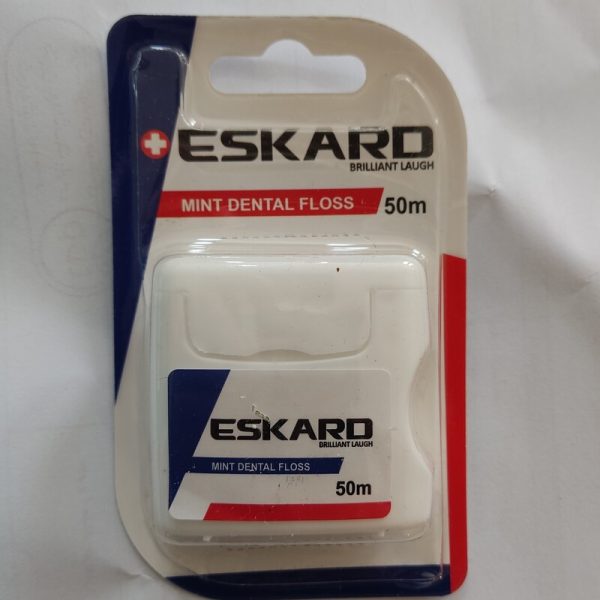 ESKARD
BRILLIANT LAUGH
MINT DENTAL FLOSS 50m
ESKARD
BRILLIANT LAUGH
MINT DENTAL FLOSS
50m